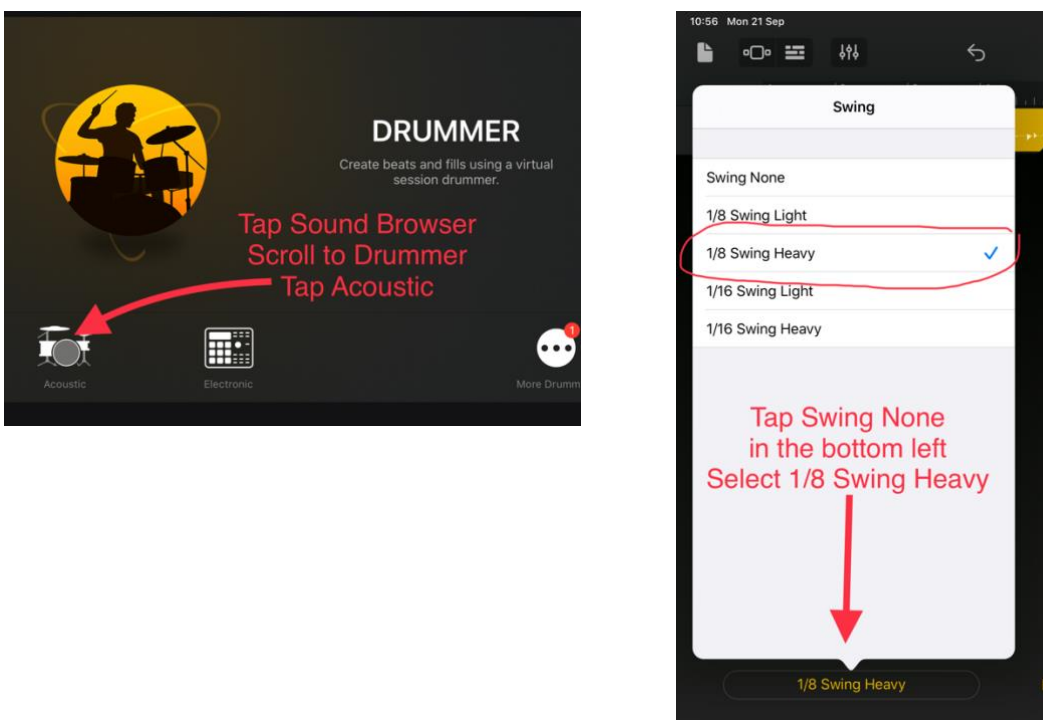 DRUMMER
Create beats and fills using a virtual
session drummer.
Tap Sound Browser
Scroll to Drummer
Tap Acoustic
Acoustic
Electronic
1
More Drumm
10:56 Mon 21 Sep
Swing
Swing None
1/8 Swing Light
1/8 Swing Heavy
1/16 Swing Light
1/16 Swing Heavy
Tap Swing None
in the bottom left
Select 1/8 Swing Heavy
1/8 Swing Heavy